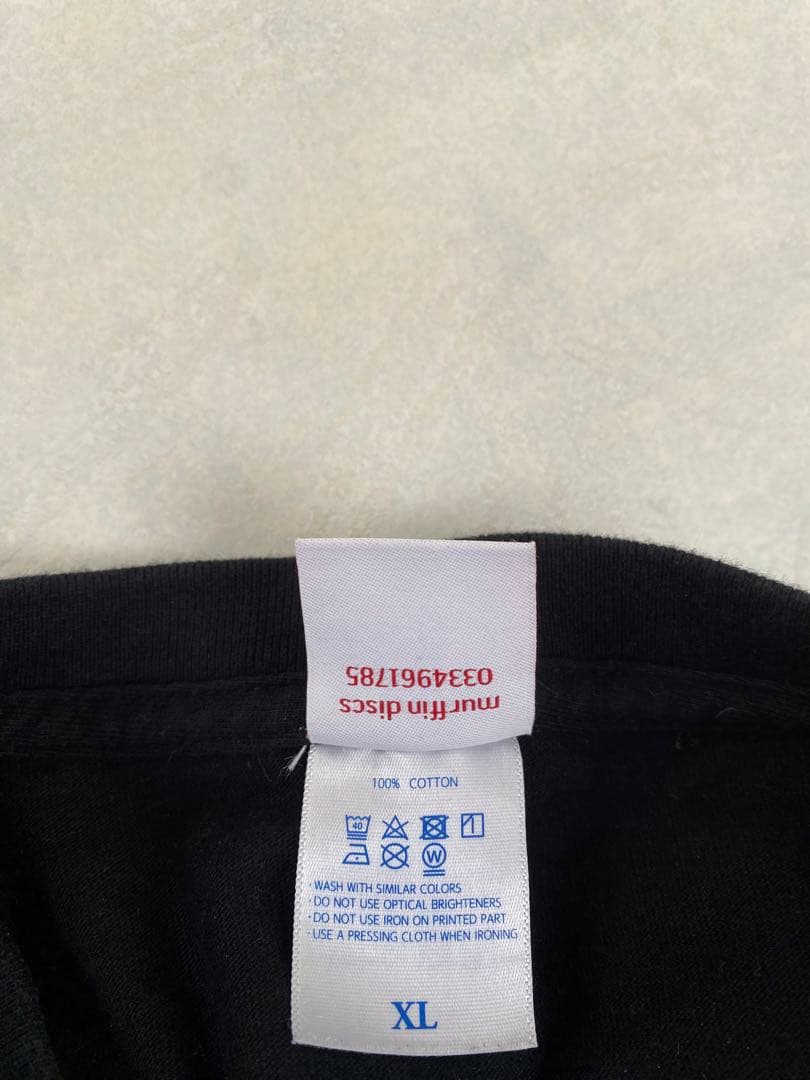 murffin discs
0334961785
100% COTTON
40
W
·WASH WITH SIMILAR COLORS
·DO NOT USE OPTICAL BRIGHTENERS
·DO NOT USE IRON ON PRINTED PART
·USE A PRESSING CLOTH WHEN IRONING
XL